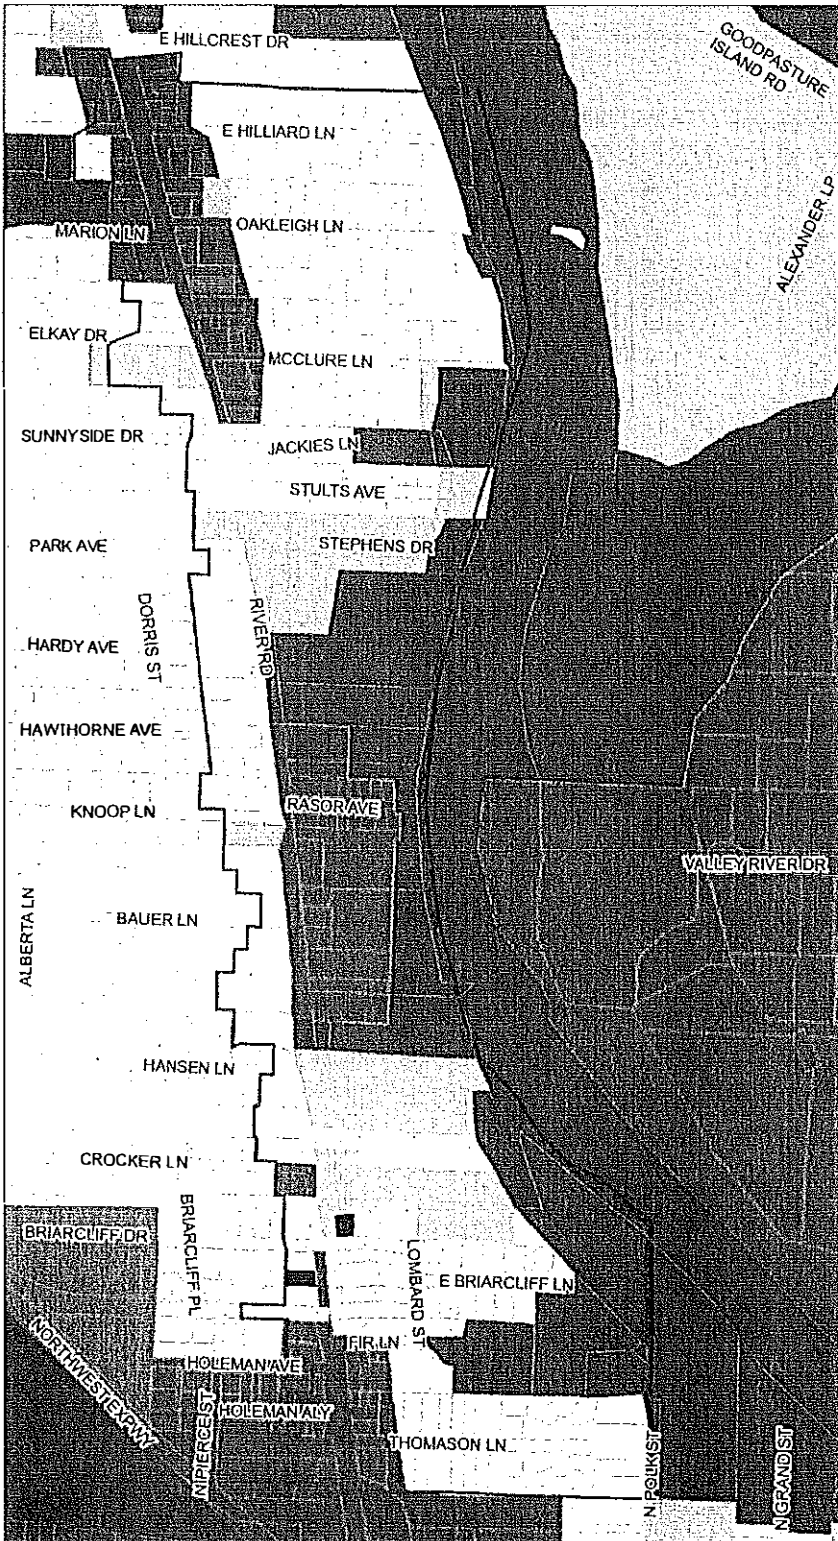 E HILLCREST DR
GOODPASTURE
ISLAND RD
E HILLIARD LN
MARION LN
OAKLEIGH LN
ALEXANDER LP
ELKAY DR
MCCLURE LN
SUNNYSIDE DR
JACKIES LN
STULTS AVE
PARK AVE
STEPHENS DR
DORRIS ST
RIVER RD
HARDY AVE
HAWTHORNE AVE
KNOOP LN
RASOR AVE
VALLEY RIVER DR
ALBERTA LN
BAUER LN
HANSEN LN
CROCKER LN
BRIARCLIFF DR
BRIARCLIFF PL
LOMBARD ST
E BRIARCLIFF LN
NORTHWEST EXPWY
FIR LN
HOLEMAN AVE
N PIERCE ST
HOLEMAN ALY
THOMASON LN
N POLK ST
N GRAND ST